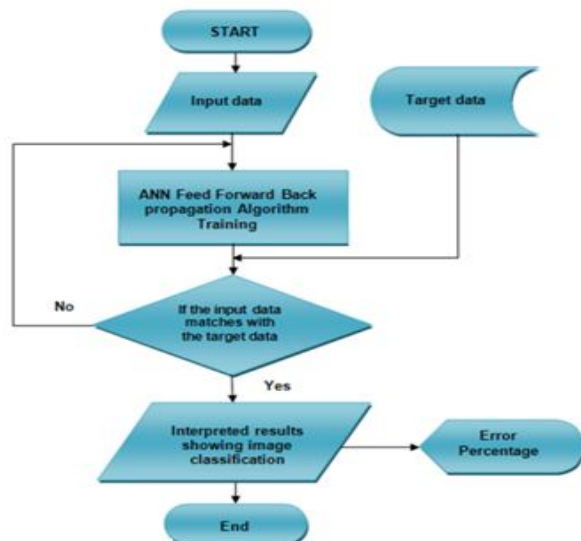 START
Input data
Target data
ANN Feed Forward Back
propagation Algorithm
Training
No
If the input data
matches with
the target data
Yes
Interpreted results
showing image
classification
Error
Percentage
End